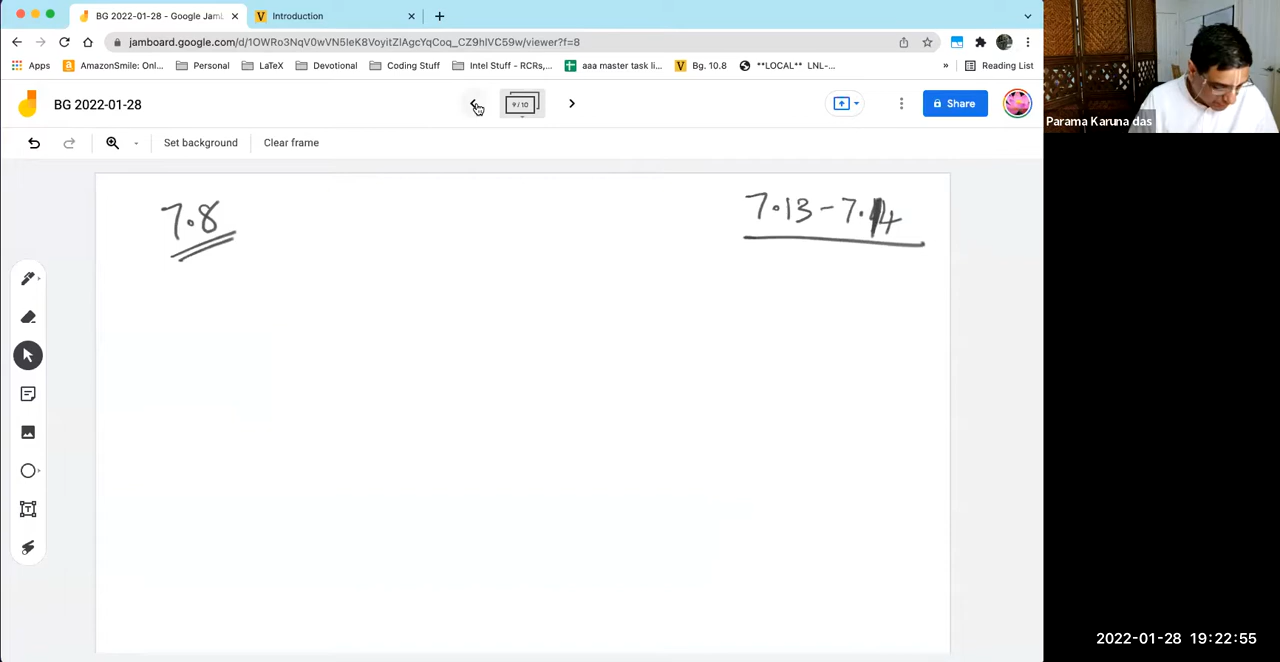 BG 2022-01-28 - Google Jam
Introduction
jamboard.google.com/d/1OWRo3NqV0wVN5IeK8VoyitZlAgcYqCoq_CZ9hlVC59w/viewer?f=8
Apps AmazonSmile: Onl... Personal LaTeX Devotional Coding Stuff Intel Stuff - RCRs,... aaa master task li... Bg. 10.8 **LOCAL** LNL-... » Reading List
BG 2022-01-28
9 / 10
Share
Parama Karuna das
Set background Clear frame
7.8 7.13 - 7.14
2022-01-28 19:22:55